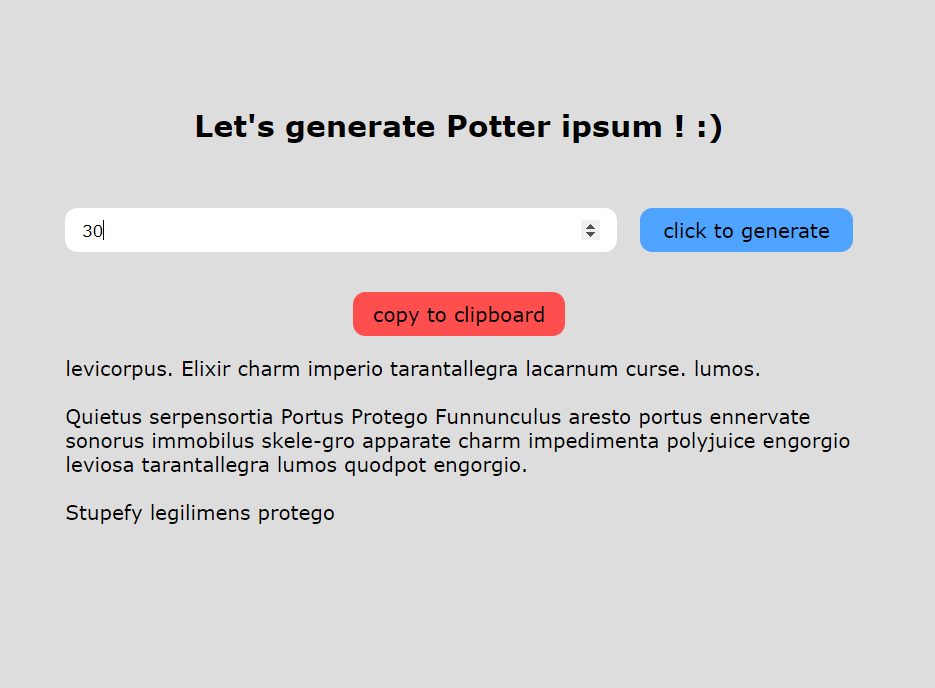 Let's generate Potter ipsum ! :)
30
click to generate
copy to clipboard
levicorpus. Elixir charm imperio tarantallegra lacarnum curse. lumos.
Quietus serpensortia Portus Protego Funnunculus aresto portus ennervate
sonorus immobilus skele-gro apparate charm impedimenta polyjuice engorgio
leviosa tarantallegra lumos quodpot engorgio.
Stupefy legilimens protego